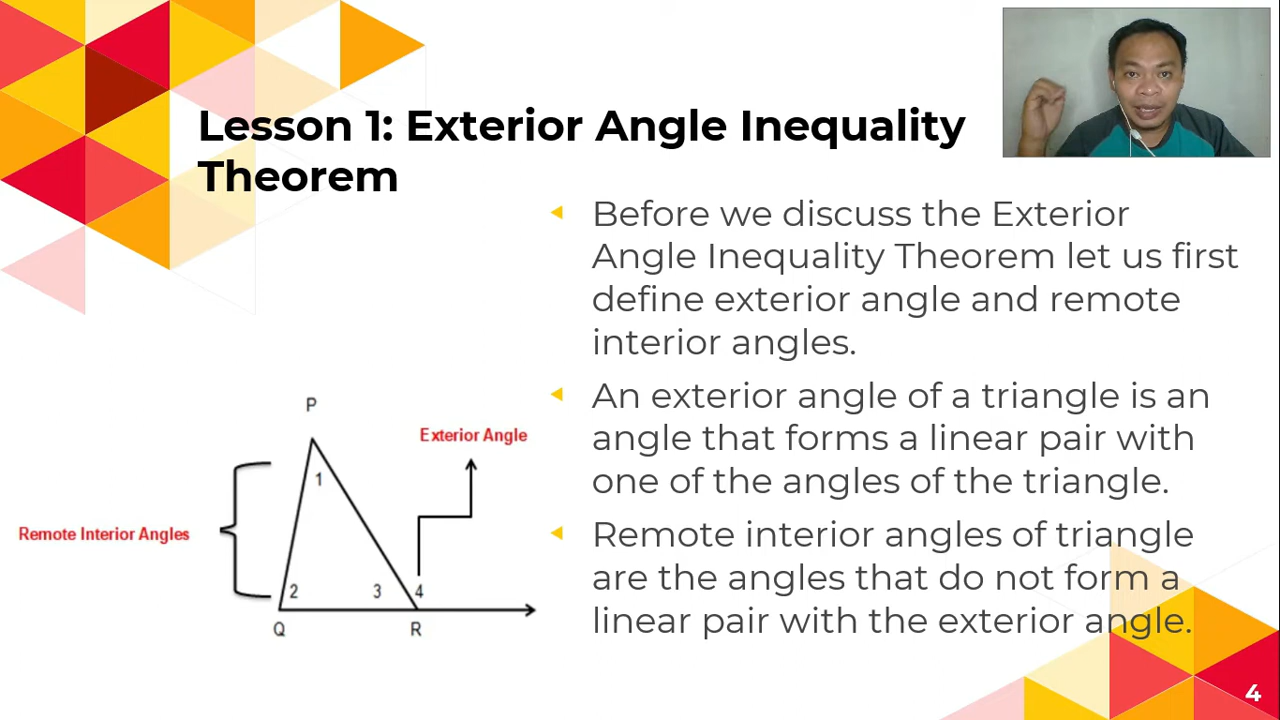 Lesson 1: Exterior Angle Inequality
Theorem
Before we discuss the Exterior
Angle Inequality Theorem let us first
define exterior angle and remote
interior angles.
An exterior angle of a triangle is an
angle that forms a linear pair with
one of the angles of the triangle.
Remote interior angles of triangle
are the angles that do not form a
linear pair with the exterior angle.
P
Exterior Angle
1
Remote Interior Angles
2 3 4
Q R
4